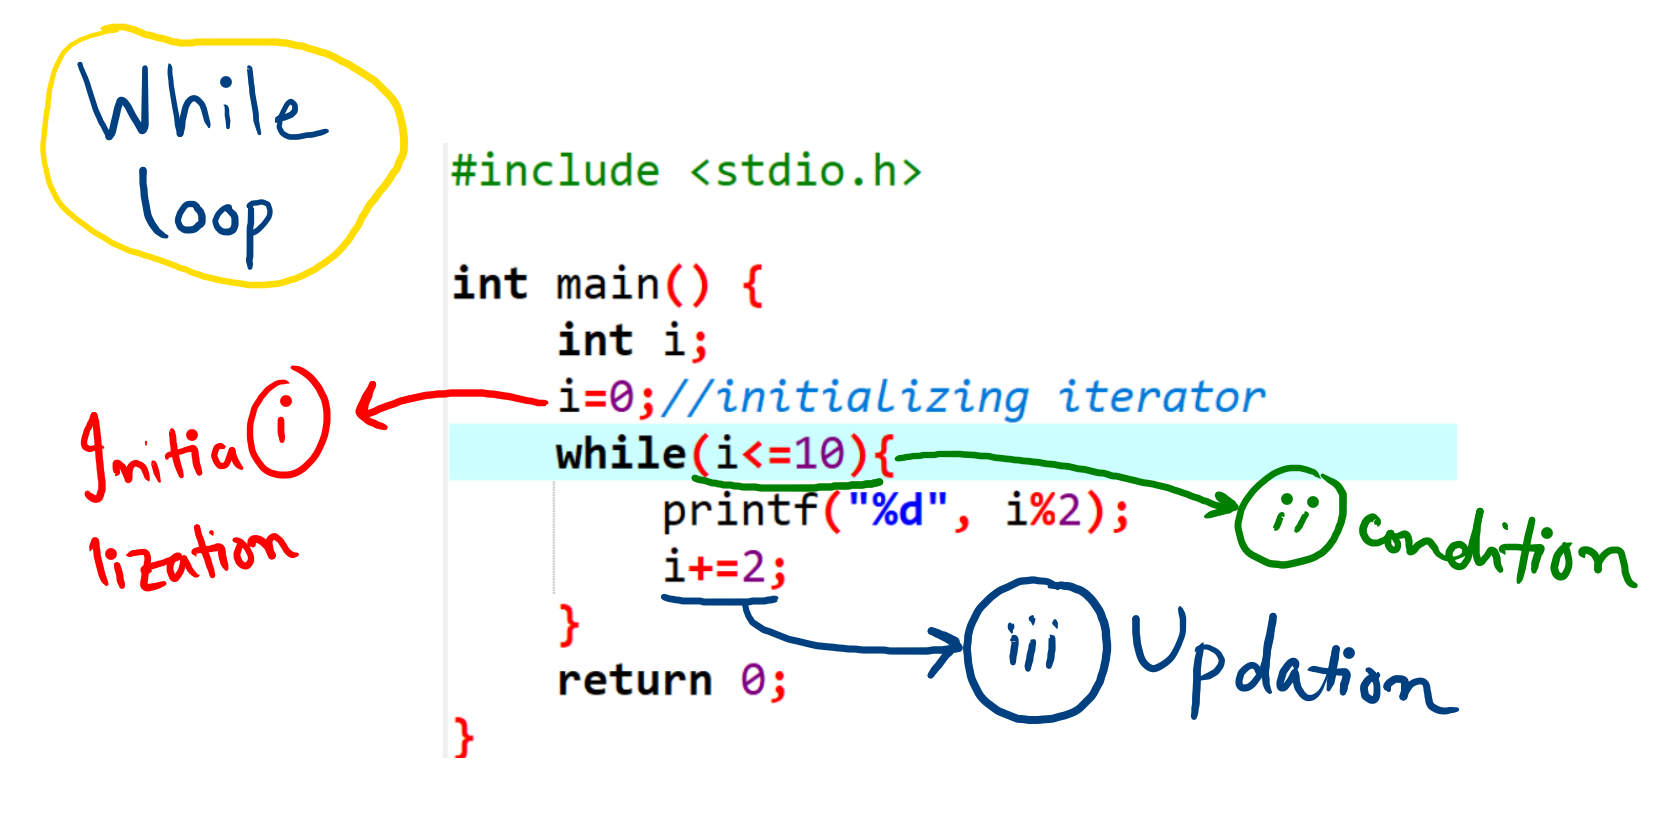 While
loop
#include <stdio.h>
int main() {
int i;
i=0;//initializing iterator
while(i<=10){
printf("%d", i%2);
i+=2;
}
return 0;
}
i
Initia
lization
ii condition
iii Updation